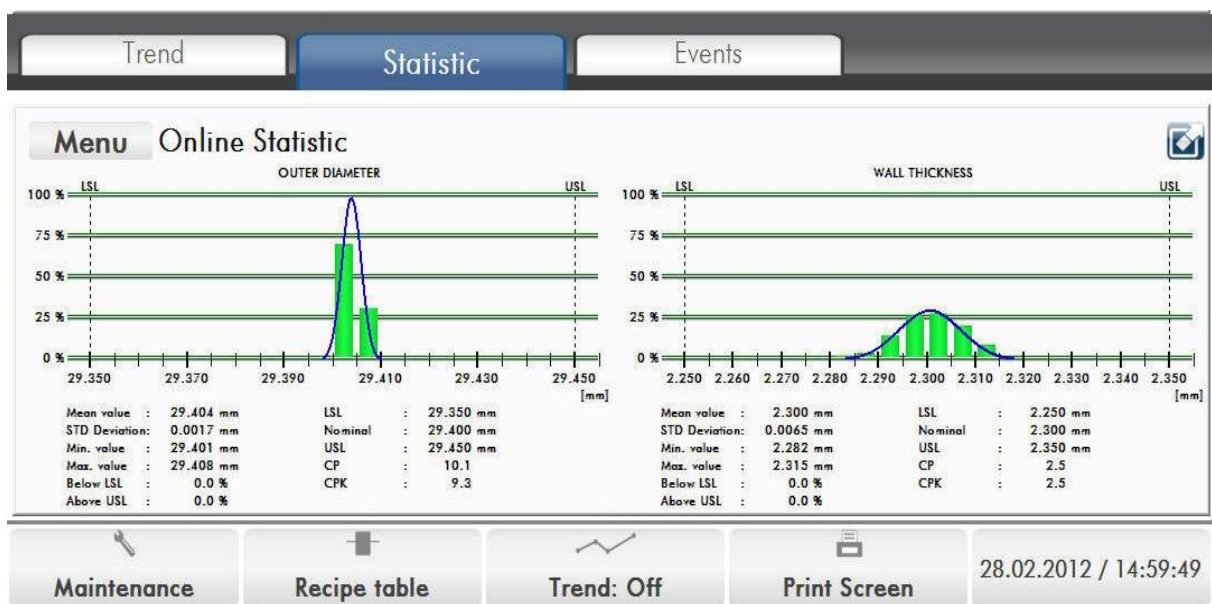 Trend Statistic Events
Menu Online Statistic
OUTER DIAMETER
LSL USL
100 %
75 %
50 %
25 %
0 %
29.350 29.370 29.390 29.410 29.430 29.450
[mm]
Mean value : 29.404 mm LSL : 29.350 mm
STD Deviation: 0.0017 mm Nominal : 29.400 mm
Min. value : 29.401 mm USL : 29.450 mm
Max. value : 29.408 mm CP : 10.1
Below LSL : 0.0 % CPK : 9.3
Above USL : 0.0 %
WALL THICKNESS
LSL USL
100 %
75 %
50 %
25 %
0 %
2.250 2.260 2.270 2.280 2.290 2.300 2.310 2.320 2.330 2.340 2.350
[mm]
Mean value : 2.300 mm LSL : 2.250 mm
STD Deviation: 0.0065 mm Nominal : 2.300 mm
Min. value : 2.282 mm USL : 2.350 mm
Max. value : 2.315 mm CP : 2.5
Below LSL : 0.0 % CPK : 2.5
Above USL : 0.0 %
Maintenance Recipe table Trend: Off Print Screen 28.02.2012 / 14:59:49